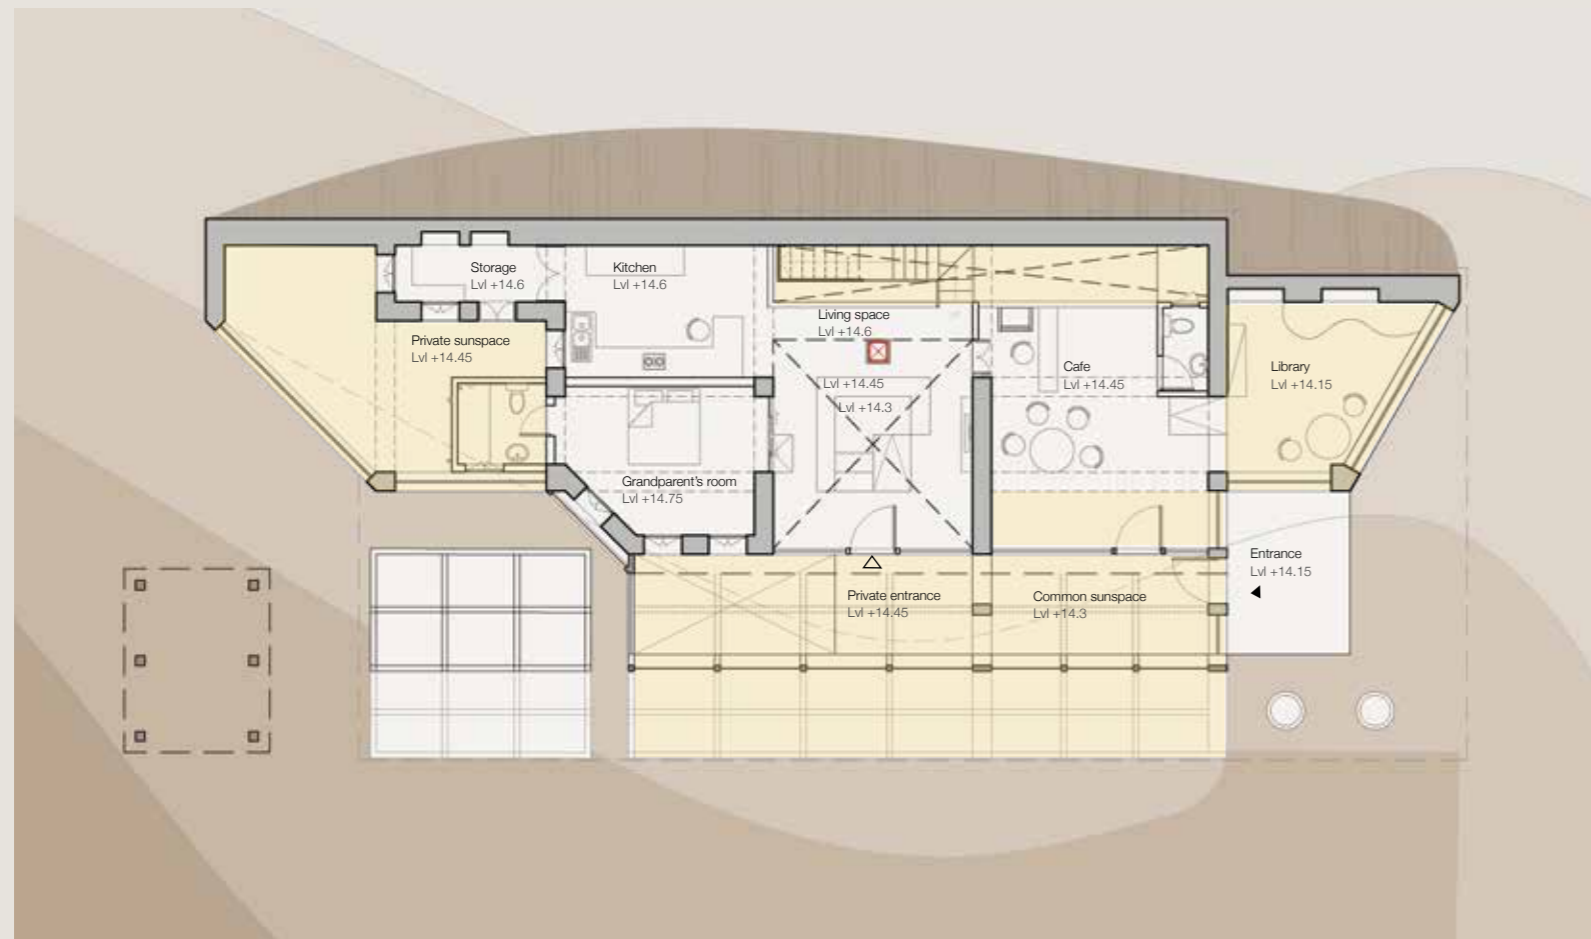 Storage
Lvl +14.6
Kitchen
Lvl +14.6
Living space
Lvl +14.6
Private sunspace
Lvl +14.45
Cafe
Lvl +14.45
Library
Lvl +14.15
Lvl +14.45
Lvl +14.3
Grandparent's room
Lvl +14.75
Entrance
Lvl +14.15
Private entrance
Lvl +14.45
Common sunspace
Lvl +14.3